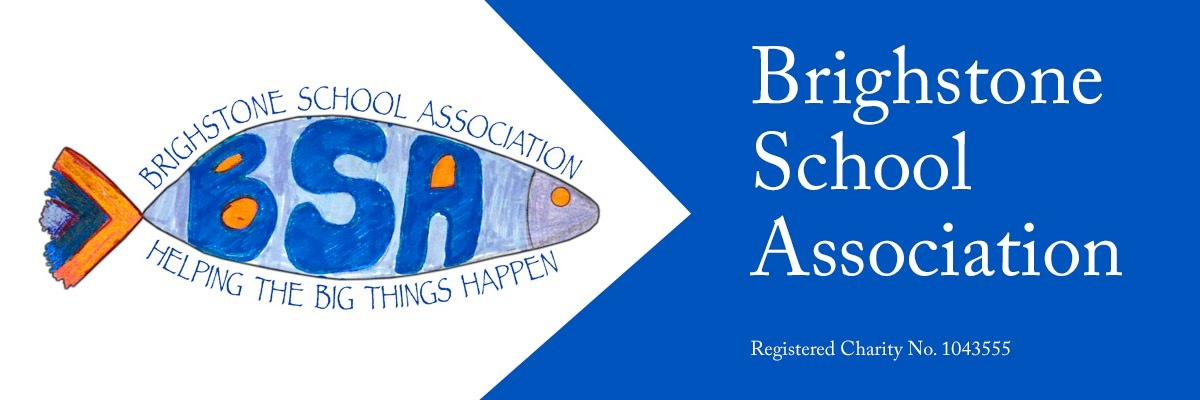 BRIGHSTONE SCHOOL ASSOCIATION
BSA
HELPING THE BIG THINGS HAPPEN
Brighstone
School
Association
Registered Charity No. 1043555